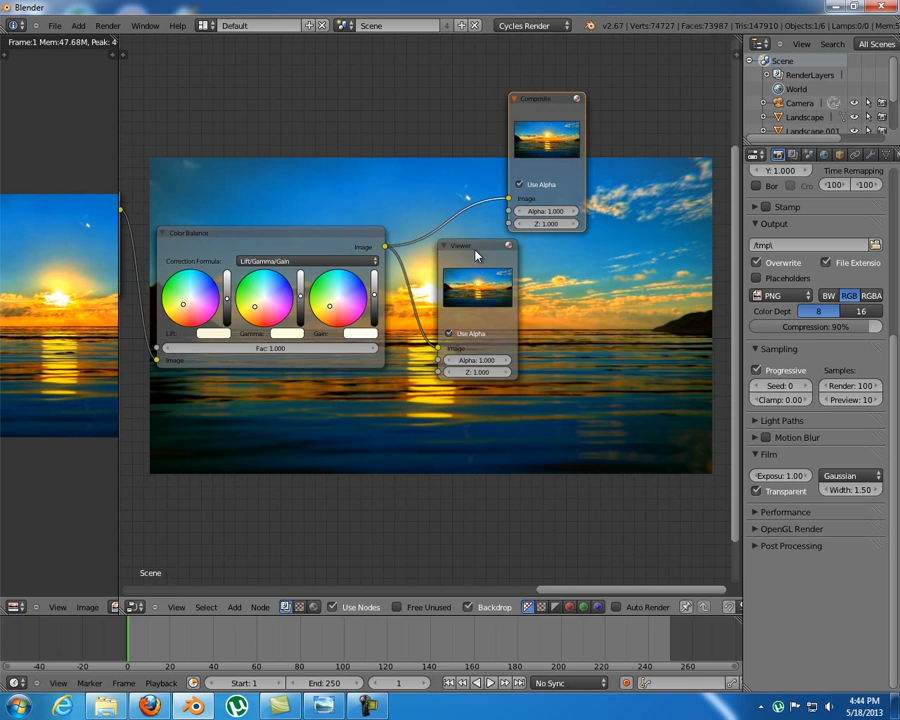 Blender
File
Add
Render
Window
Help
Default
Scene
4
Cycles Render
v2.67 | Verts:74727 | Faces:73987 | Tris:147910 | Objects:1/6 | Lamps:0/0 | Mem:5
Frame:1 Mem:47.68M, Peak: 4
View
Search
All Scenes
Scene
RenderLayers
World
Camera
Landscape
Landscape.001
Composite
Use Alpha
Image
Alpha: 1.000
Z: 1.000
Color Balance
Image
Correction Formula:
Lift/Gamma/Gain
Lift:
Gamma:
Gain:
Fac: 1.000
Image
Viewer
Use Alpha
Image
Alpha: 1.000
Z: 1.000
Y: 1.000
Time Remapping
Bor
Cro
100
100
Stamp
Output
/tmp\
Overwrite
File Extensio
Placeholders
PNG
BW
RGB
RGBA
Color Dept
8
16
Compression: 90%
Sampling
Progressive
Samples:
Seed: 0
Render: 100
Clamp: 0.00
Preview: 10
Light Paths
Motion Blur
Film
Exposu: 1.00
Gaussian
Transparent
Width: 1.50
Performance
OpenGL Render
Post Processing
Scene
View
Image
View
Select
Add
Node
Use Nodes
Free Unused
Backdrop
Auto Render
-40
-20
0
20
40
60
80
100
120
140
160
180
200
220
240
260
View
Marker
Frame
Playback
Start: 1
End: 250
1
No Sync
4:44 PM
5/18/2013